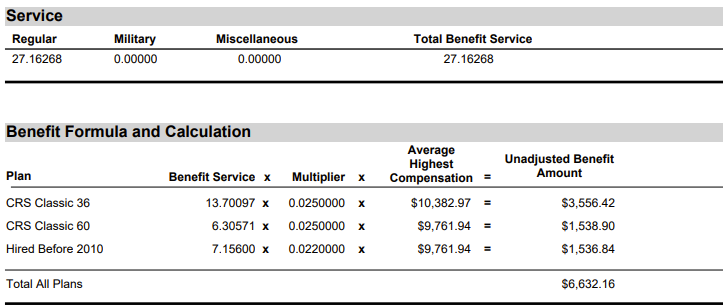 Service
Regular Military Miscellaneous Total Benefit Service
27.16268 0.00000 0.00000 27.16268
Benefit Formula and Calculation
Plan Benefit Service x Multiplier x Average Highest Compensation = Unadjusted Benefit Amount
CRS Classic 36 13.70097 x 0.0250000 x $10,382.97 = $3,556.42
CRS Classic 60 6.30571 x 0.0250000 x $9,761.94 = $1,538.90
Hired Before 2010 7.15600 x 0.0220000 x $9,761.94 = $1,536.84
Total All Plans $6,632.16